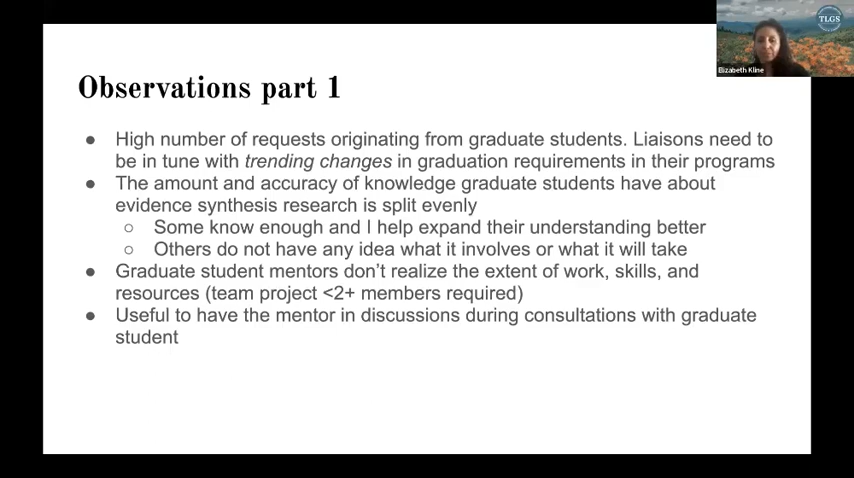 TLGS
Elizabeth Kline
Observations part 1
● High number of requests originating from graduate students. Liaisons need to
be in tune with trending changes in graduation requirements in their programs
● The amount and accuracy of knowledge graduate students have about
evidence synthesis research is split evenly
○ Some know enough and I help expand their understanding better
○ Others do not have any idea what it involves or what it will take
● Graduate student mentors don’t realize the extent of work, skills, and
resources (team project <2+ members required)
● Useful to have the mentor in discussions during consultations with graduate
student